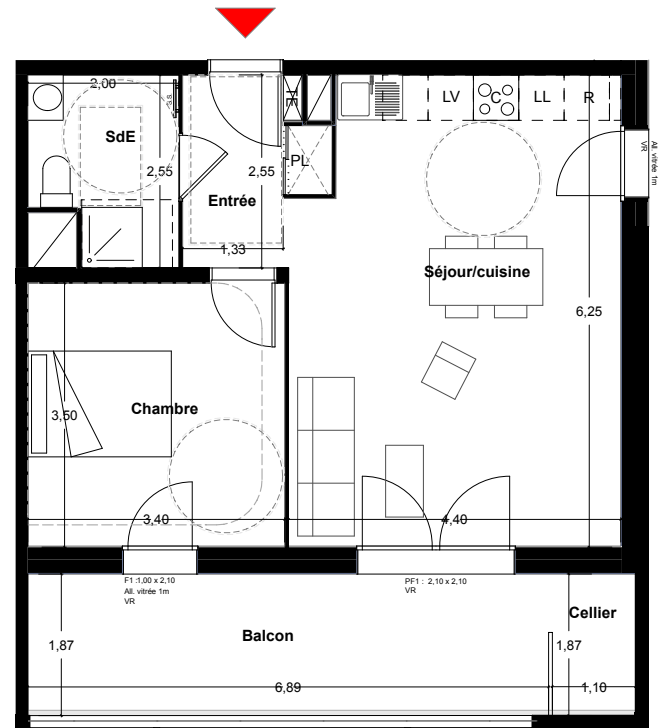 2,00
SdE
2,55
Entrée
2,55
1,33
PL
LV
C
LL
R
All. vitrée 1m
VR
Séjour/cuisine
6,25
Chambre
3,50
3,40
4,40
F1 :1,00 x 2,10
All. vitrée 1m
VR
PF1 : 2,10 x 2,10
VR
Cellier
Balcon
1,87
1,87
6,89
1,10